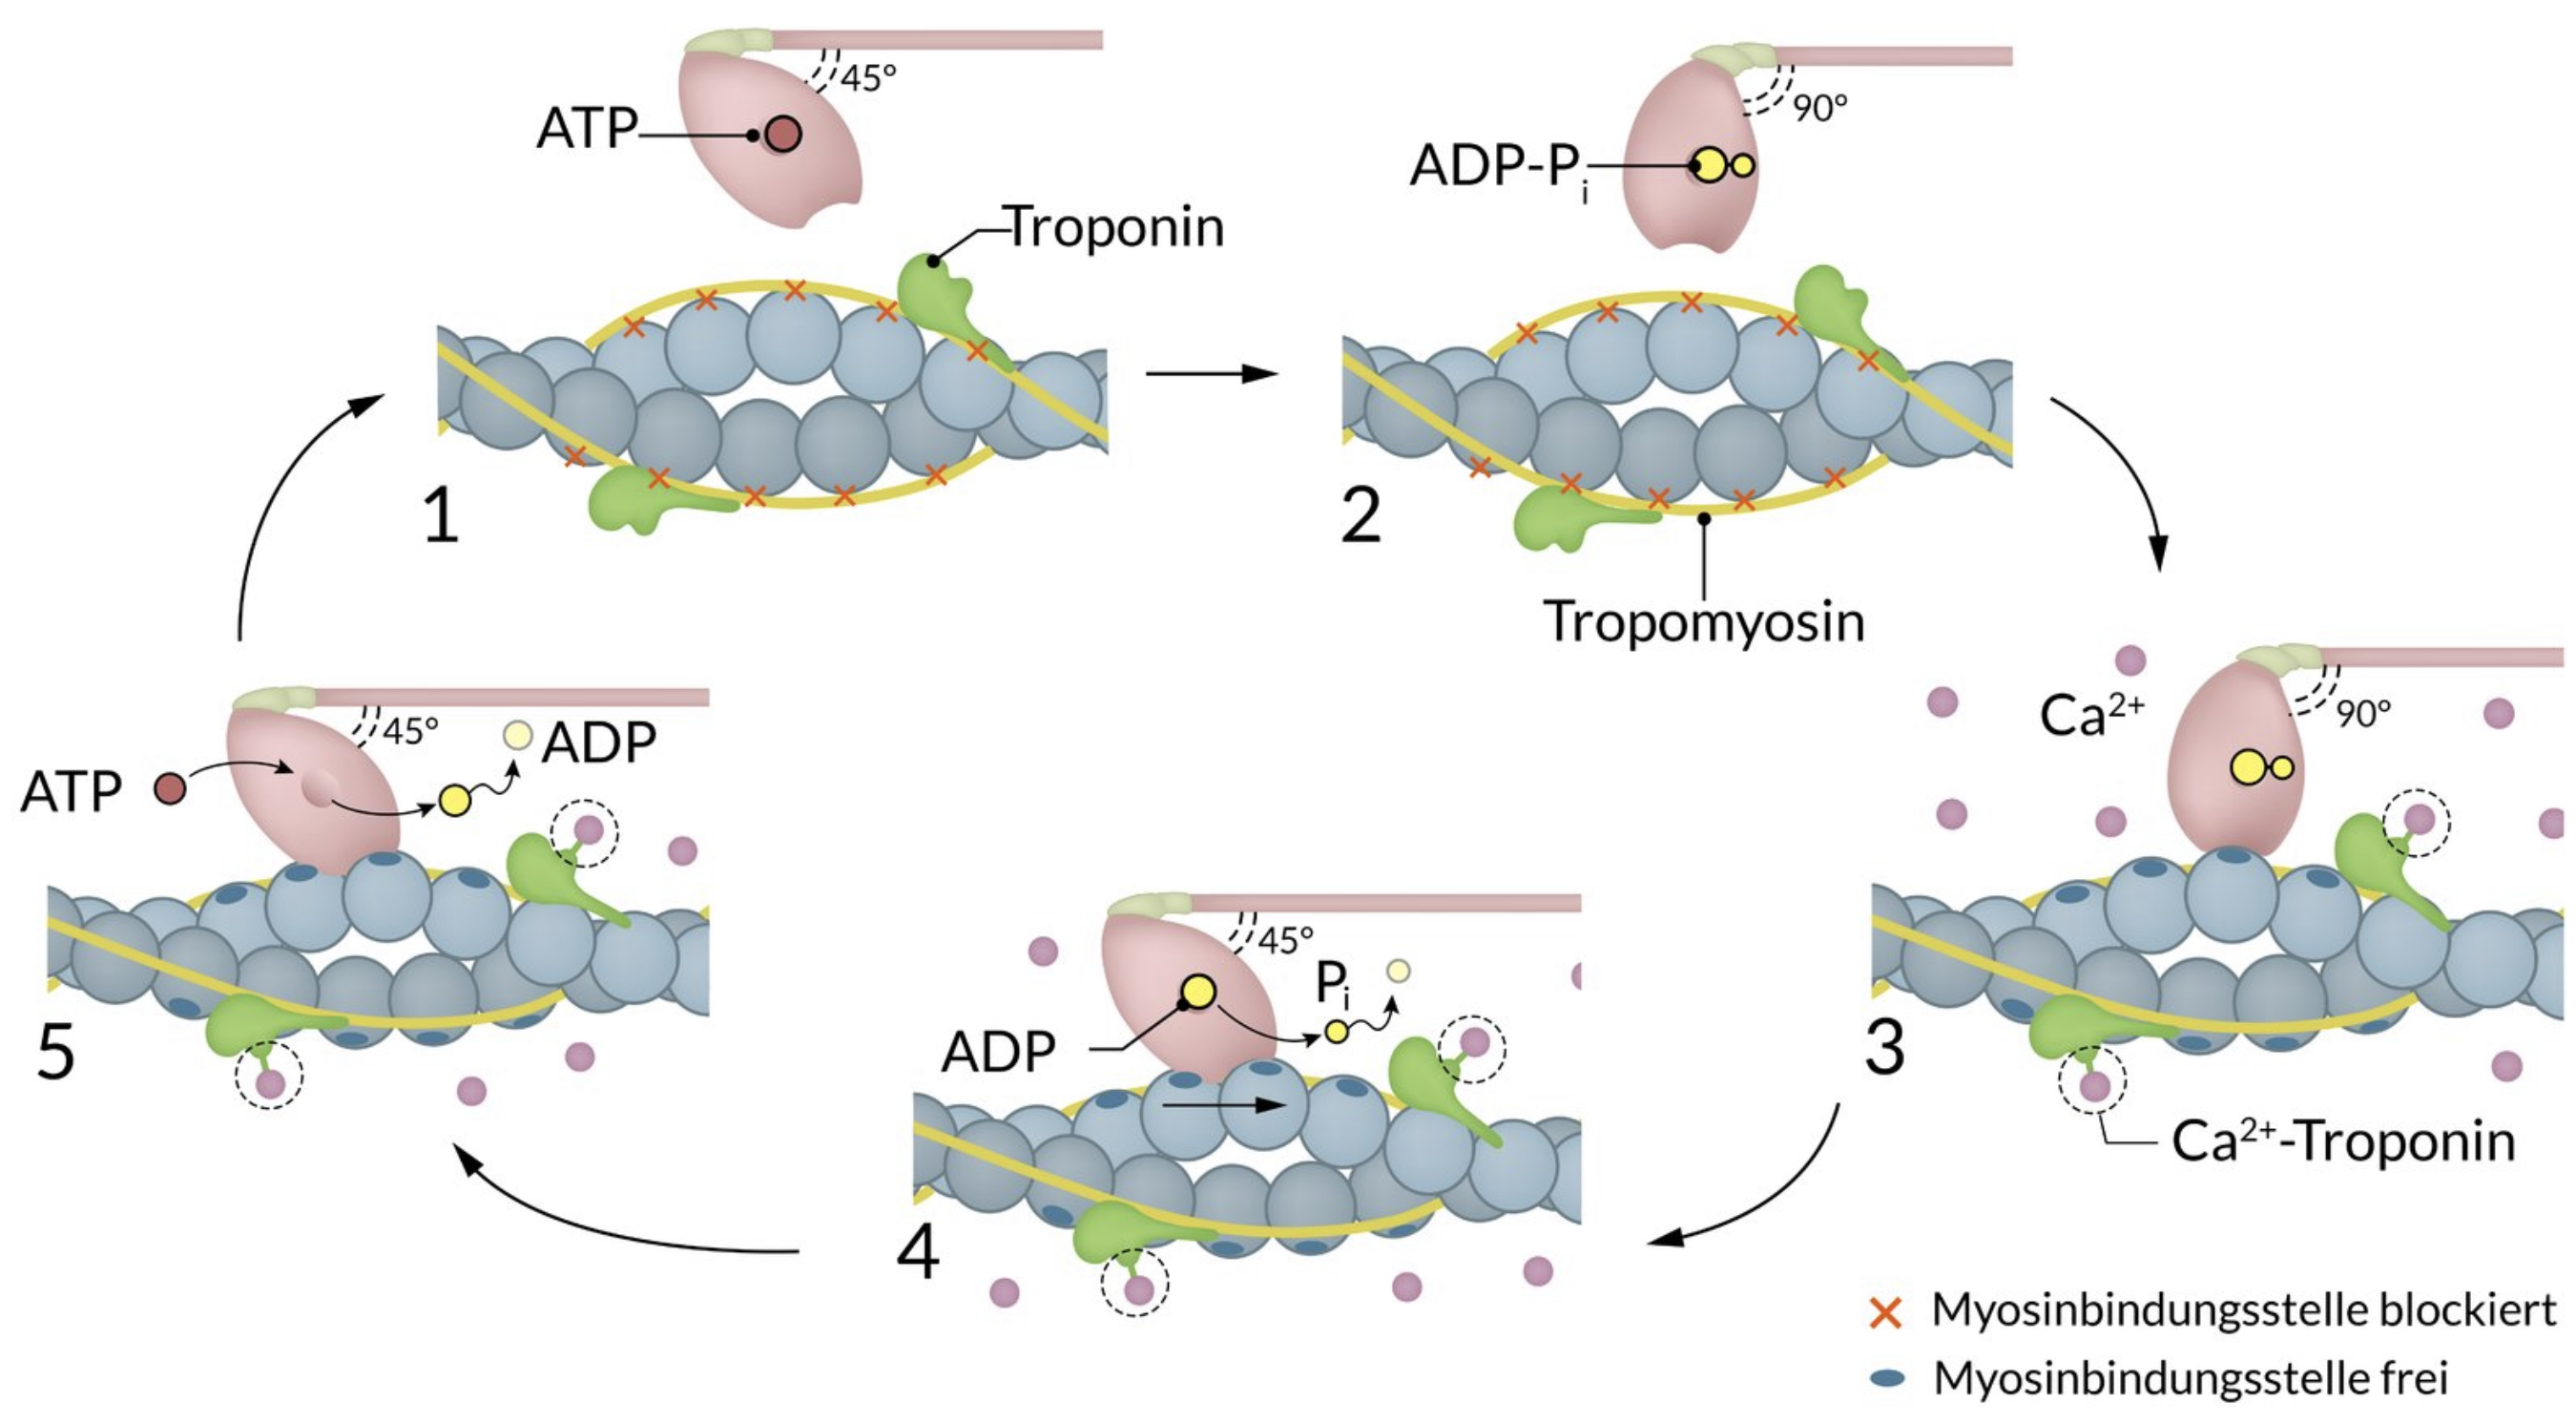 45°
ATP
Troponin
1
90°
ADP-Pᵢ
2
Tropomyosin
Ca²⁺
90°
3
Ca²⁺-Troponin
45°
Pᵢ
ADP
4
45°
ADP
ATP
5
Myosinbindungsstelle blockiert
Myosinbindungsstelle frei